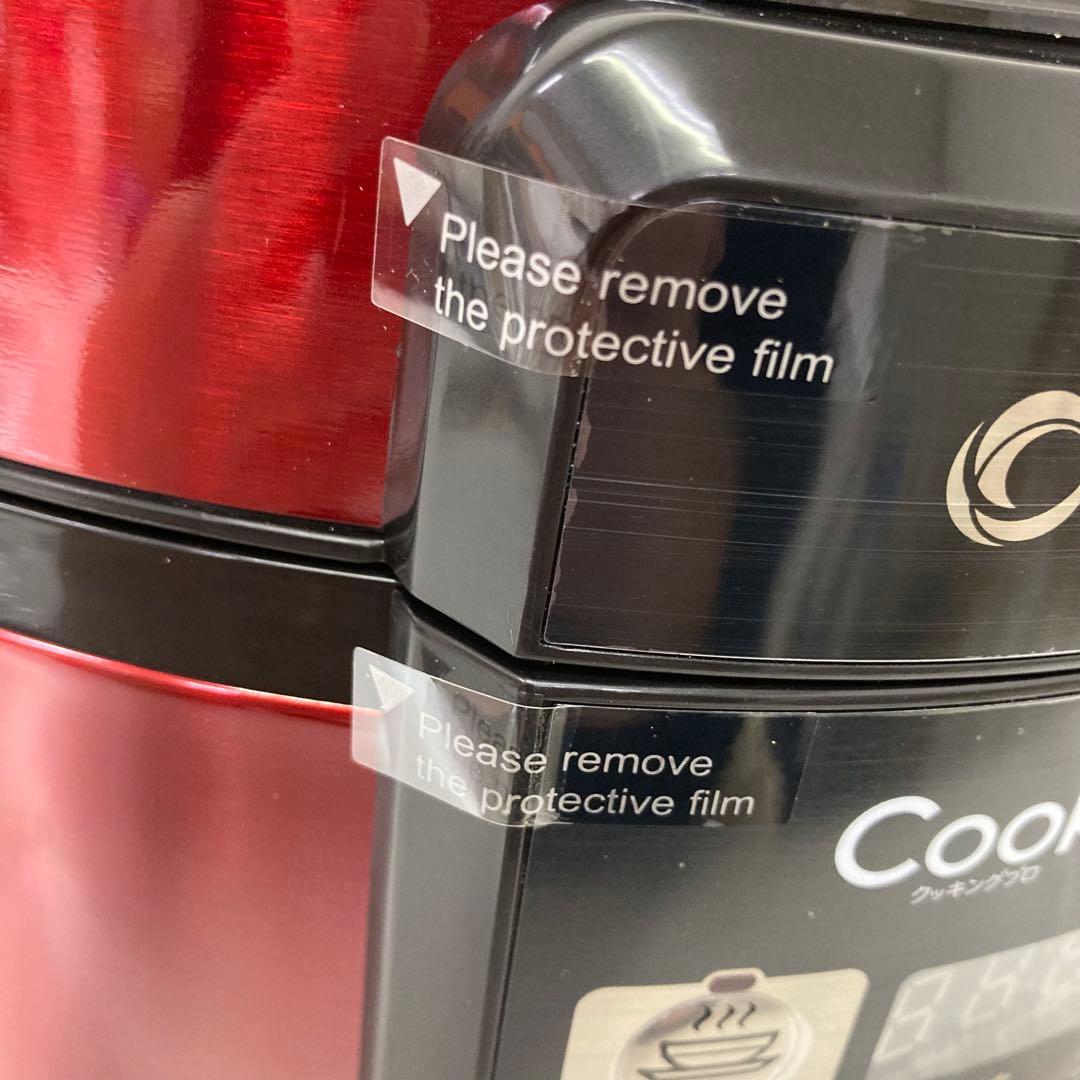 Please remove
the protective film
Please remove
the protective film
Cook
クッキングプロ